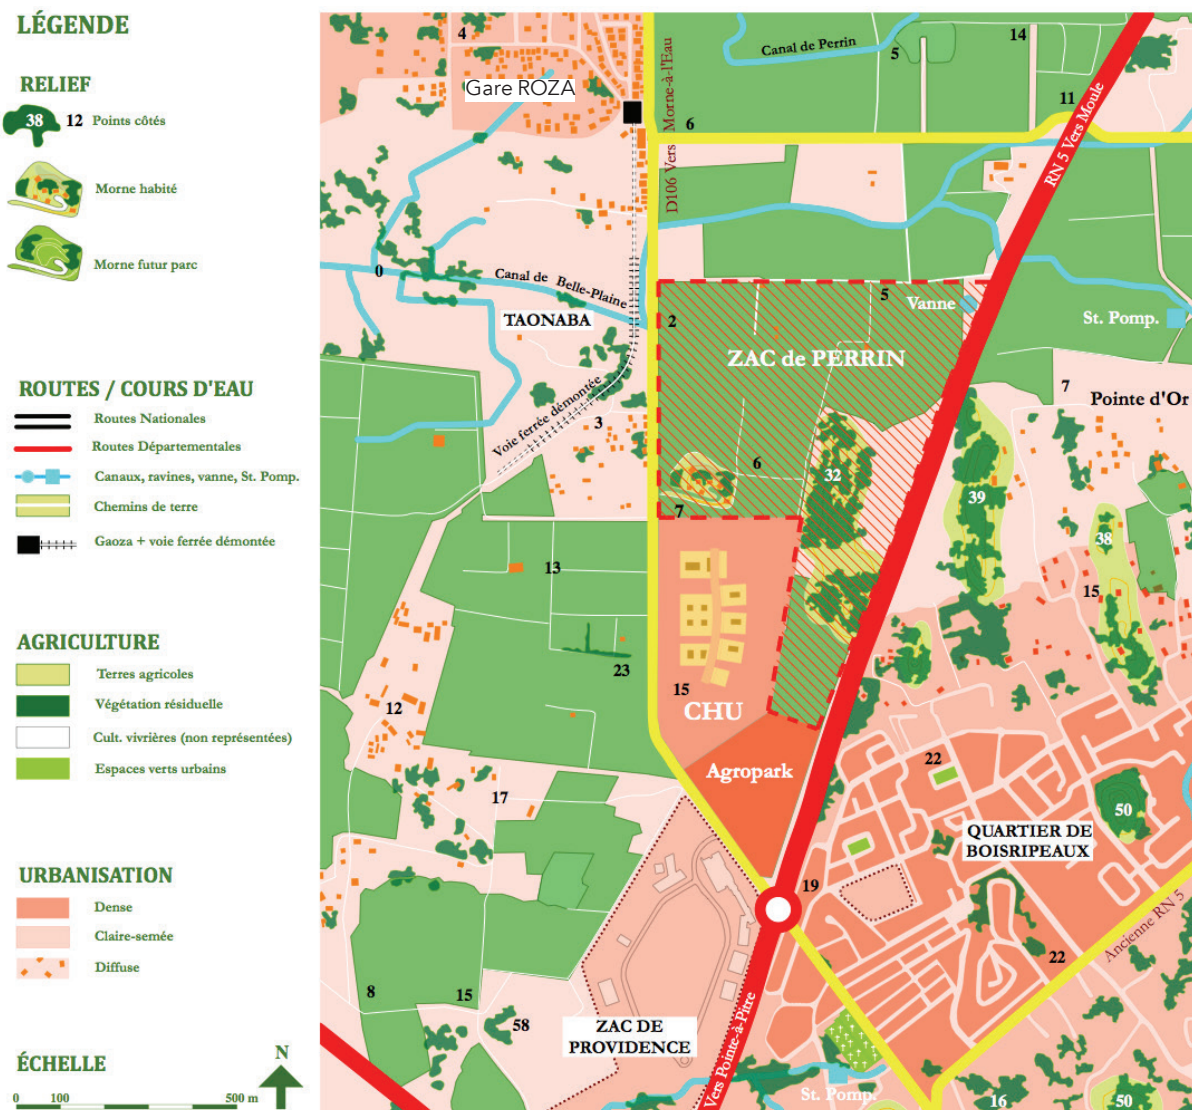 LÉGENDE
RELIEF
38 12 Points côtés
Morne habité
Morne futur parc
ROUTES / COURS D'EAU
Routes Nationales
Routes Départementales
Canaux, ravines, vanne, St. Pomp.
Chemins de terre
Gaoza + voie ferrée démontée
AGRICULTURE
Terres agricoles
Végétation résiduelle
Cult. vivrières (non représentées)
Espaces verts urbains
URBANISATION
Dense
Claire-semée
Diffuse
ÉCHELLE
N
0 100 500 m
4
Gare ROZA
D106 Vers Morne-à-l'Eau
6
Canal de Perrin
5
14
11
RN 5 Vers Moule
0
Canal de Belle-Plaine
TAONABA
2
5
Vanne
St. Pomp.
ZAC de PERRIN
7
Pointe d'Or
Voie ferrée démontée
3
6
32
39
7
38
13
15
23
15
12
CHU
Agropark
22
17
50
QUARTIER DE
BOISRIPEAUX
19
Ancienne RN 5
22
8
15
58
ZAC DE
PROVIDENCE
Vers Pointe-à-Pitre
St. Pomp.
16
50